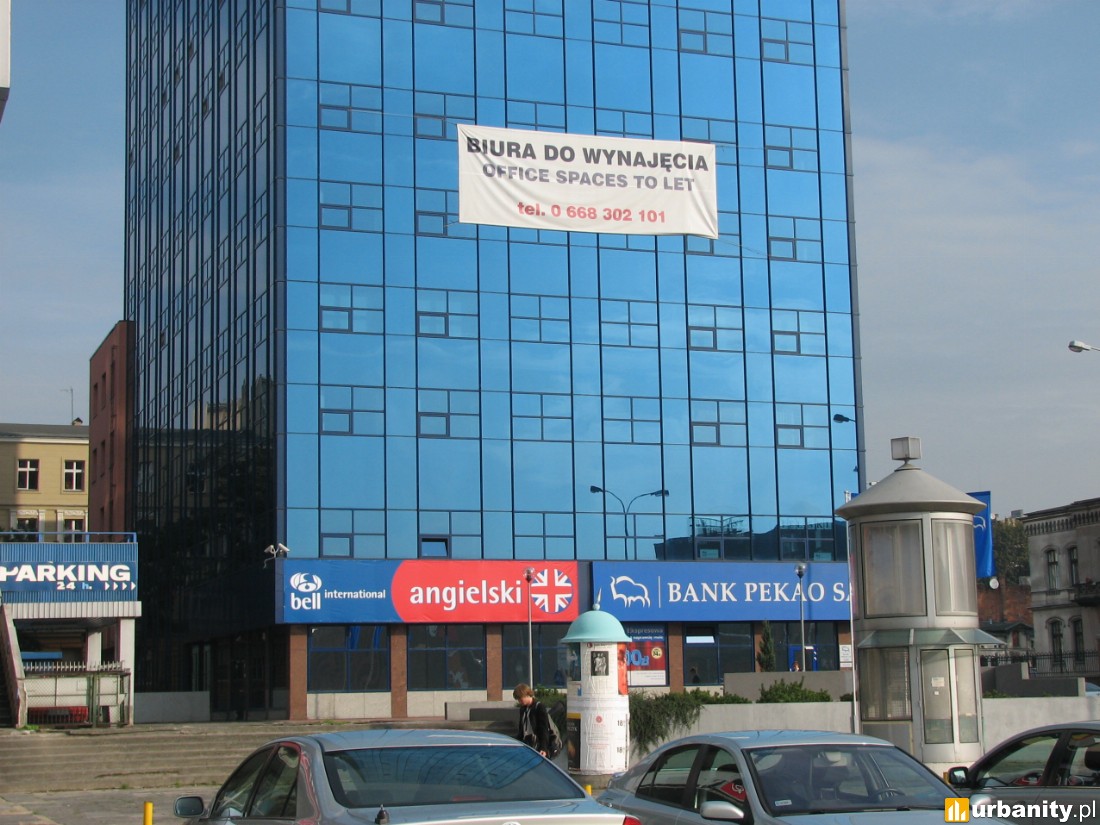 BIURA DO WYNAJĘCIA
OFFICE SPACES TO LET
tel. 0 668 302 101
PARKING
24 h.
bell international
angielski
BANK PEKAO SA
urbanity.pl